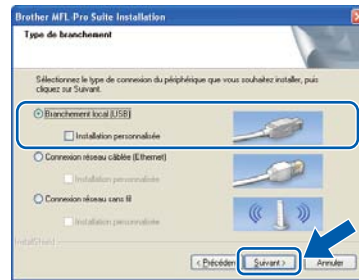 Brother MFL-Pro Suite Installation
Type de branchement
Sélectionnez le type de connexion du périphérique que vous souhaitez installer, puis
cliquez sur Suivant.
Branchement local (USB)
Installation personnalisée
Connexion réseau câblée (Ethernet)
Installation personnalisée
Connexion réseau sans fil
Installation personnalisée
InstallShield
< Précédent
Suivant >
Annuler